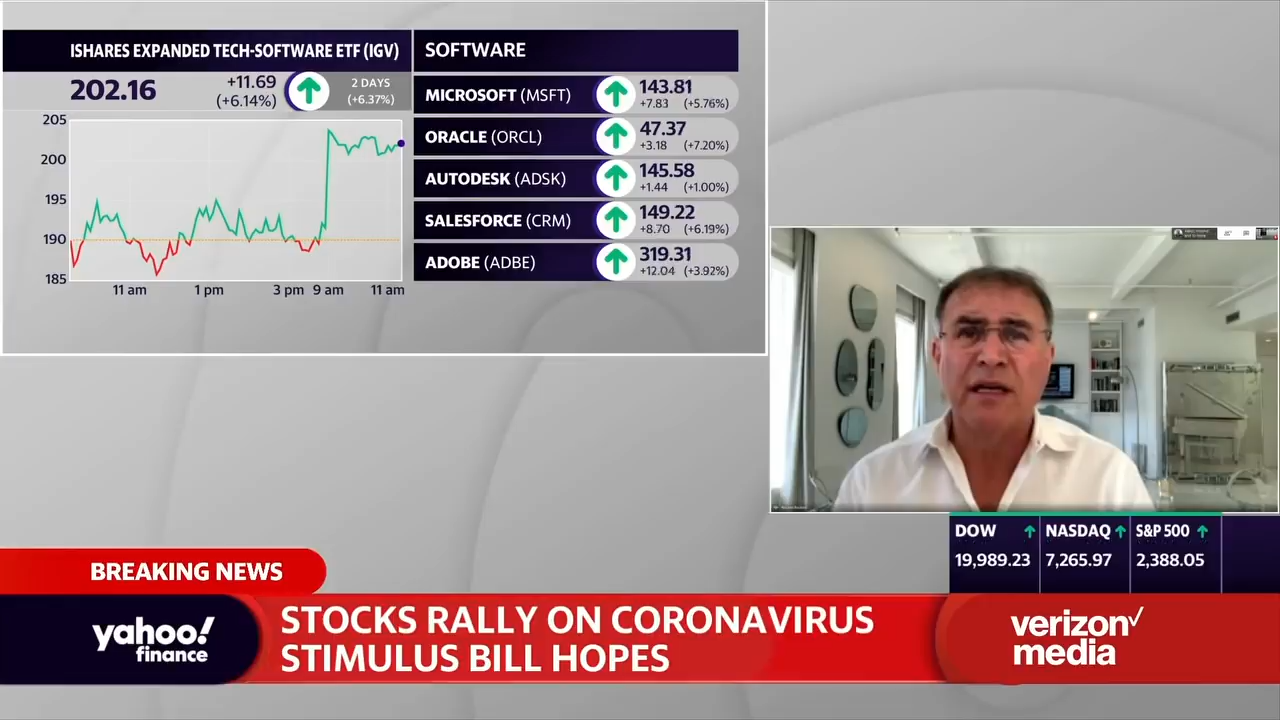 ISHARES EXPANDED TECH-SOFTWARE ETF (IGV)
202.16
+11.69
(+6.14%)
2 DAYS
(+6.37%)
205
200
195
190
185
11 am
1 pm
3 pm
9 am
11 am
SOFTWARE
MICROSOFT (MSFT)
143.81
+7.83 (+5.76%)
ORACLE (ORCL)
47.37
+3.18 (+7.20%)
AUTODESK (ADSK)
145.58
+1.44 (+1.00%)
SALESFORCE (CRM)
149.22
+8.70 (+6.19%)
ADOBE (ADBE)
319.31
+12.04 (+3.92%)
DOW
19,989.23
NASDAQ
7,265.97
S&P 500
2,388.05
BREAKING NEWS
yahoo!
finance
STOCKS RALLY ON CORONAVIRUS
STIMULUS BILL HOPES
verizon✓
media